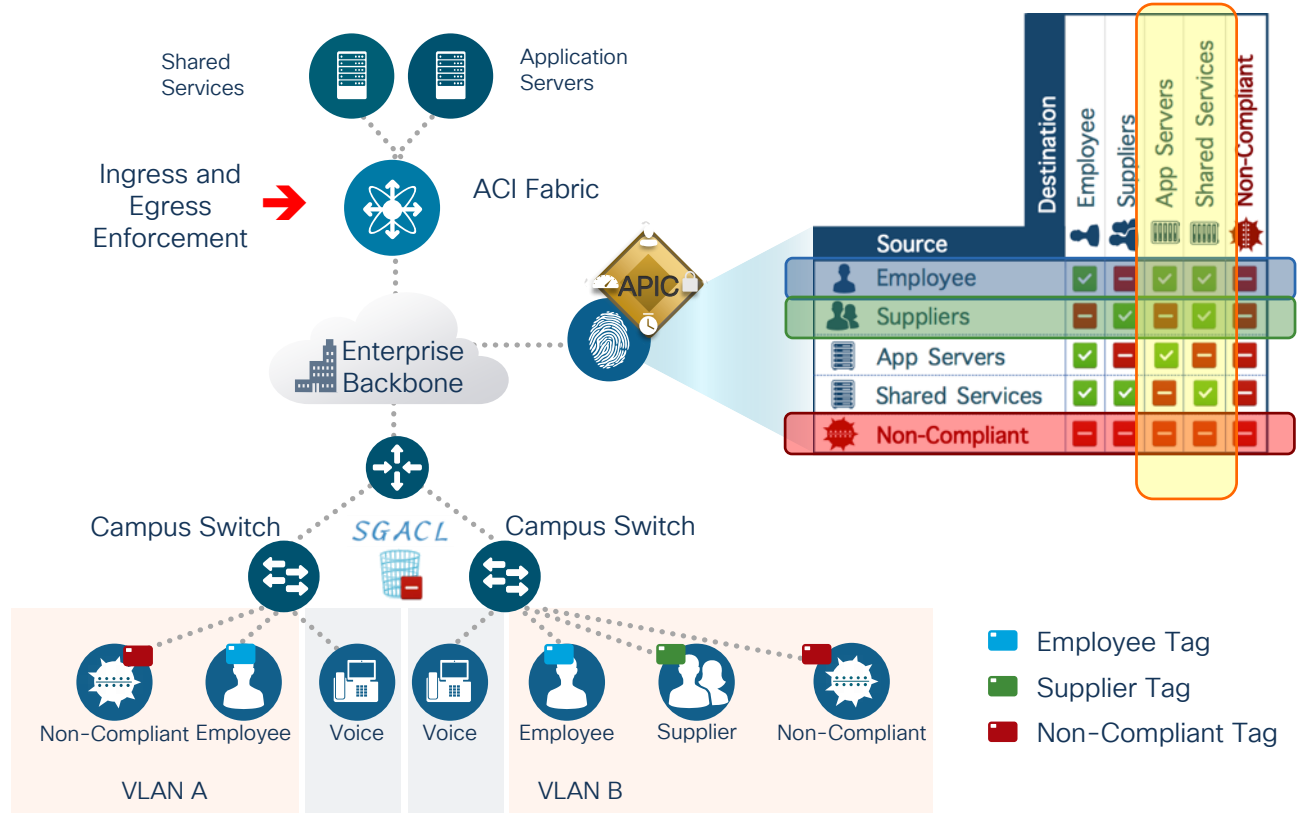 Shared
Services
Application
Servers
Ingress and
Egress
Enforcement
ACI Fabric
APIC
Enterprise
Backbone
Destination
Employee
Suppliers
App Servers
Shared Services
Non-Compliant
Source
Employee
Suppliers
App Servers
Shared Services
Non-Compliant
Campus Switch
SGACL
Campus Switch
Non-Compliant
Employee
Voice
Voice
Employee
Supplier
Non-Compliant
VLAN A
VLAN B
Employee Tag
Supplier Tag
Non-Compliant Tag